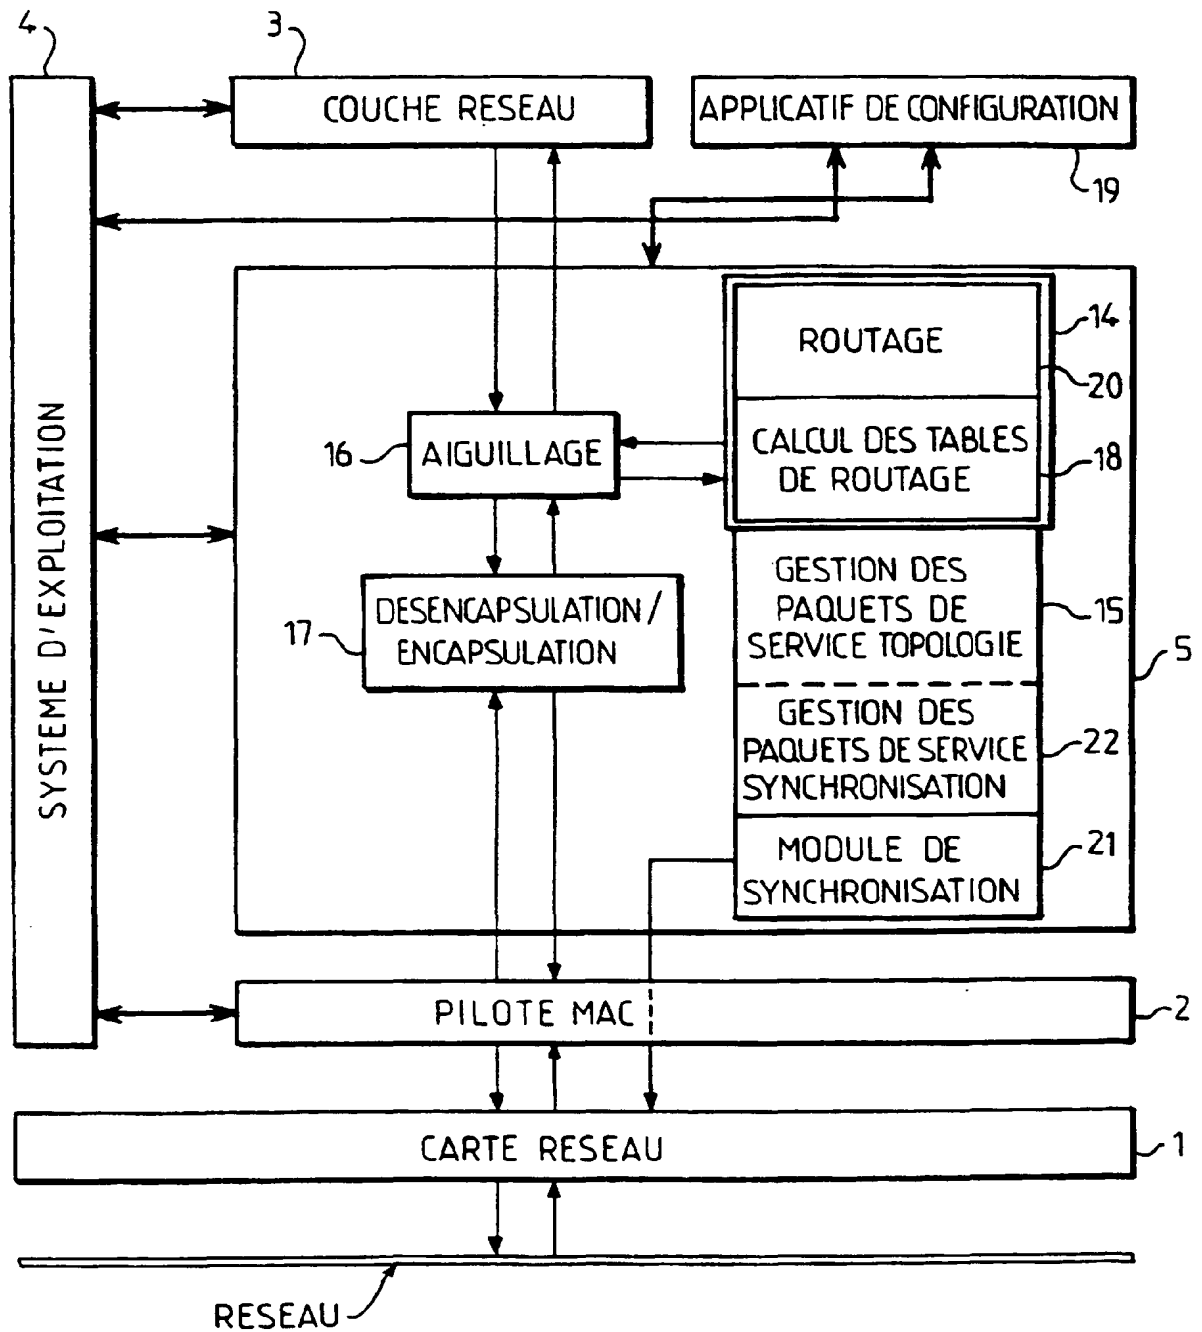 4
3
COUCHE RESEAU
APPLICATIF DE CONFIGURATION
19
SYSTEME D'EXPLOITATION
ROUTAGE
14
20
16
AIGUILLAGE
CALCUL DES TABLES
DE ROUTAGE
18
17
DESENCAPSULATION/
ENCAPSULATION
GESTION DES
PAQUETS DE
SERVICE TOPOLOGIE
15
5
GESTION DES
PAQUETS DE SERVICE
SYNCHRONISATION
22
MODULE DE
SYNCHRONISATION
21
PILOTE MAC
2
CARTE RESEAU
1
RESEAU